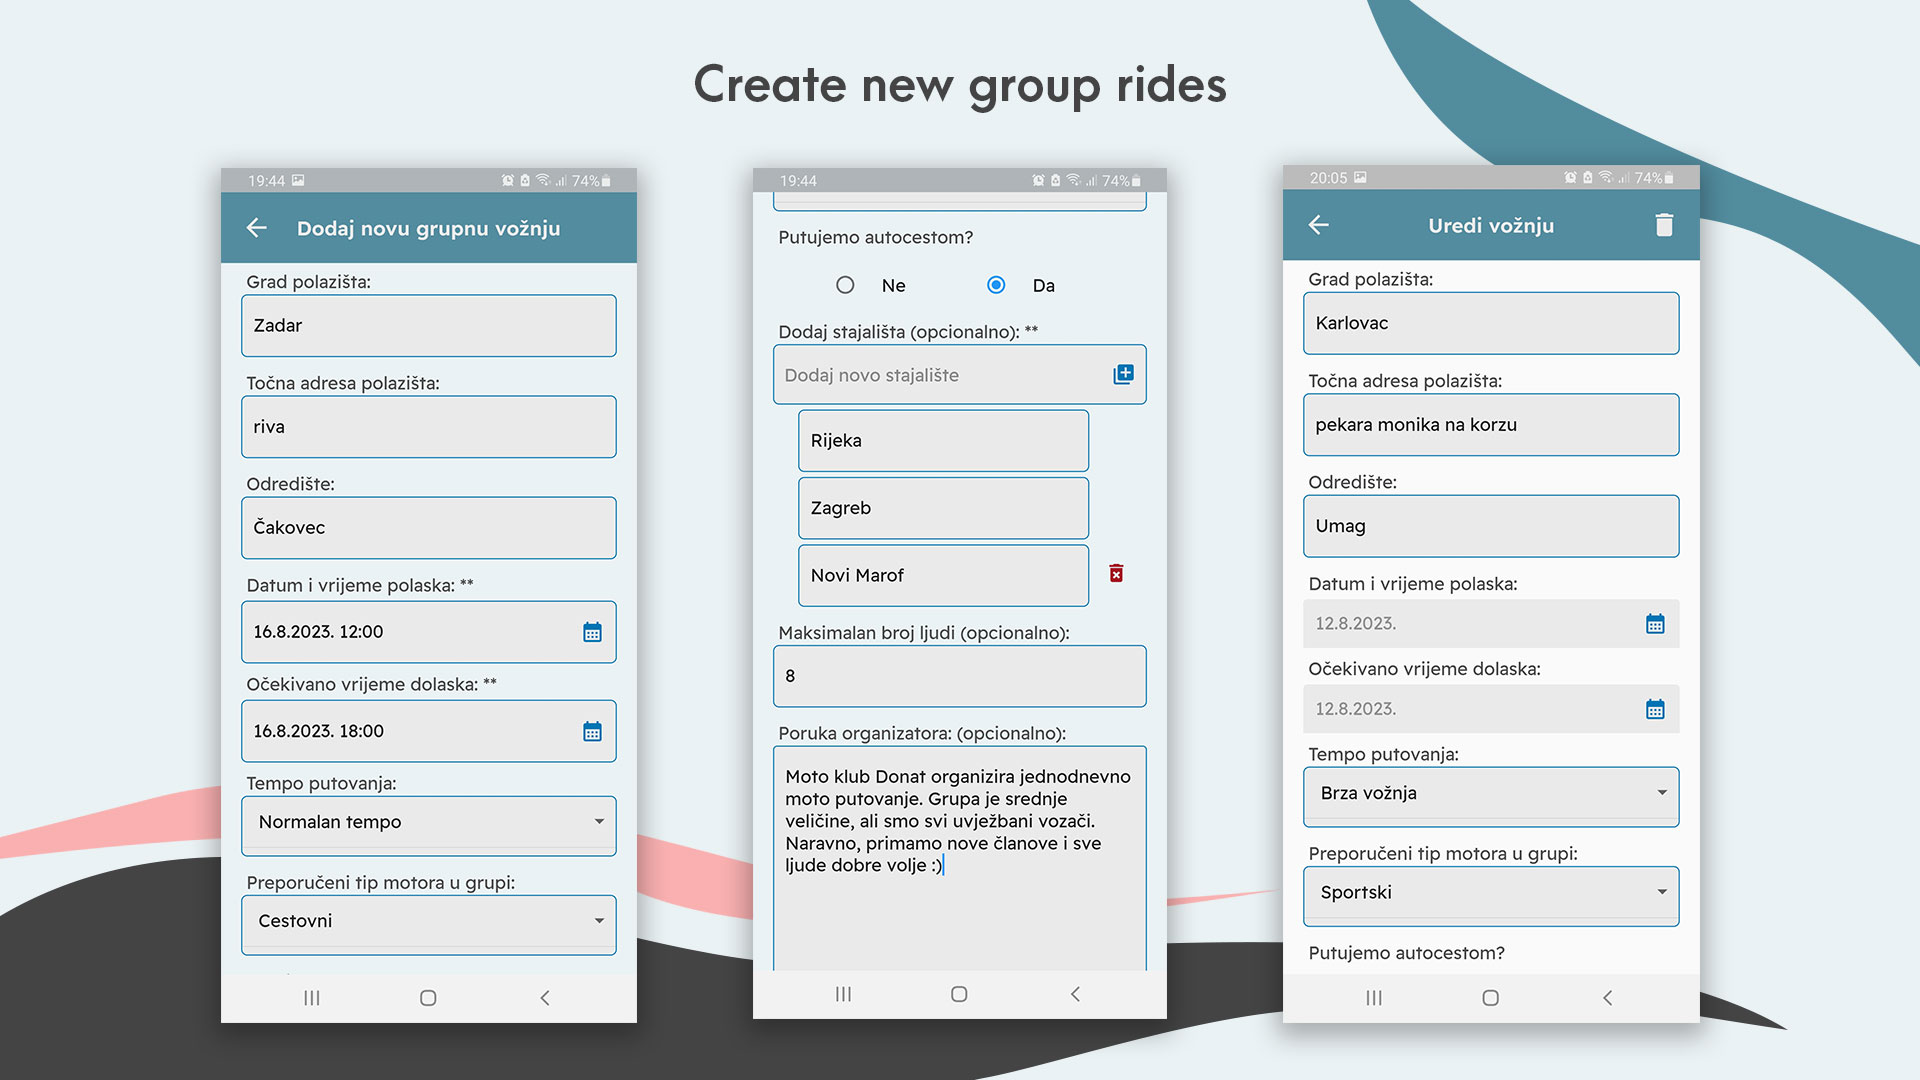 Create new group rides
19:44
74%
Dodaj novu grupnu vožnju
Grad polazišta:
Zadar
Točna adresa polazišta:
riva
Odredište:
Čakovec
Datum i vrijeme polaska: **
16.8.2023. 12:00
Očekivano vrijeme dolaska: **
16.8.2023. 18:00
Tempo putovanja:
Normalan tempo
Preporučeni tip motora u grupi:
Cestovni
19:44
74%
Putujemo autocestom?
Ne
Da
Dodaj stajališta (opcionalno): **
Dodaj novo stajalište
Rijeka
Zagreb
Novi Marof
Maksimalan broj ljudi (opcionalno):
8
Poruka organizatora: (opcionalno):
Moto klub Donat organizira jednodnevno
moto putovanje. Grupa je srednje
veličine, ali smo svi uvježbani vozači.
Naravno, primamo nove članove i sve
ljude dobre volje :)
20:05
74%
Uredi vožnju
Grad polazišta:
Karlovac
Točna adresa polazišta:
pekara monika na korzu
Odredište:
Umag
Datum i vrijeme polaska:
12.8.2023.
Očekivano vrijeme dolaska:
12.8.2023.
Tempo putovanja:
Brza vožnja
Preporučeni tip motora u grupi:
Sportski
Putujemo autocestom?